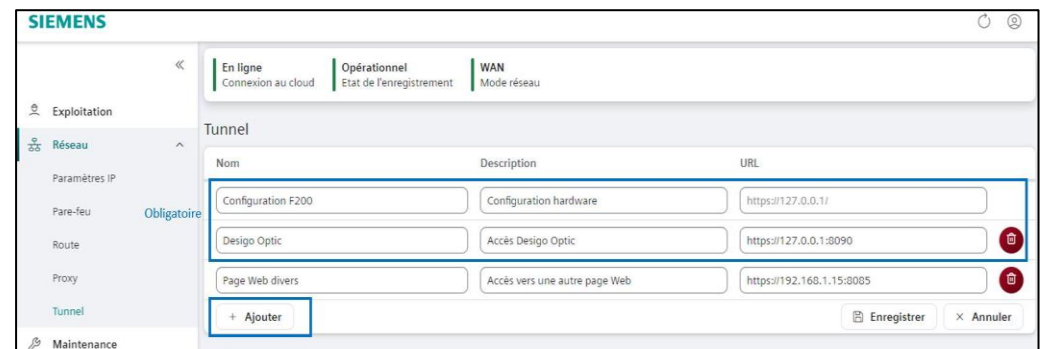 SIEMENS
En ligne
Connexion au cloud
Opérationnel
Etat de l'enregistrement
WAN
Mode réseau
Exploitation
Réseau
Paramètres IP
Pare-feu
Route
Proxy
Tunnel
Maintenance
Obligatoire
Tunnel
Nom Description URL
Configuration F200 Configuration hardware https://127.0.0.1/
Desigo Optic Accès Desigo Optic https://127.0.0.1:8090
Page Web divers Accès vers une autre page Web https://192.168.1.15:8085
+ Ajouter Enregistrer × Annuler